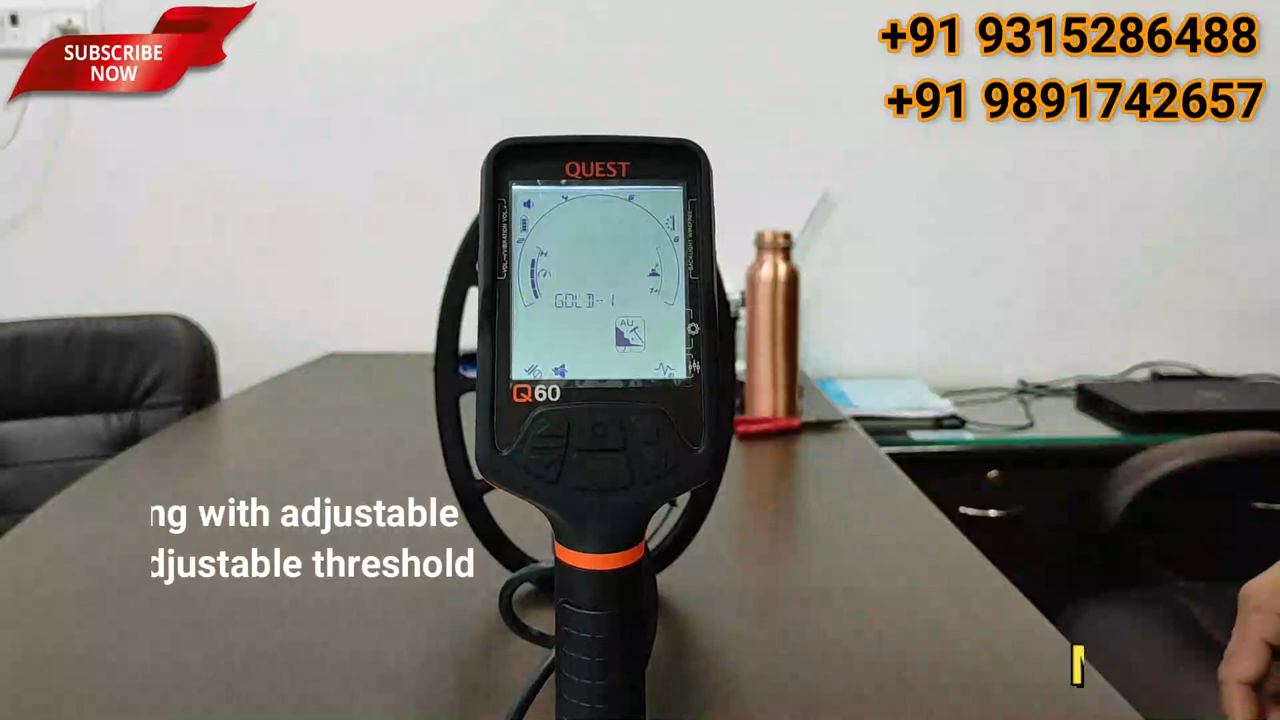 SUBSCRIBE
NOW
+91 9315286488
+91 9891742657
QUEST
GOLD-1
AU
Q60
ng with adjustable
djustable threshold